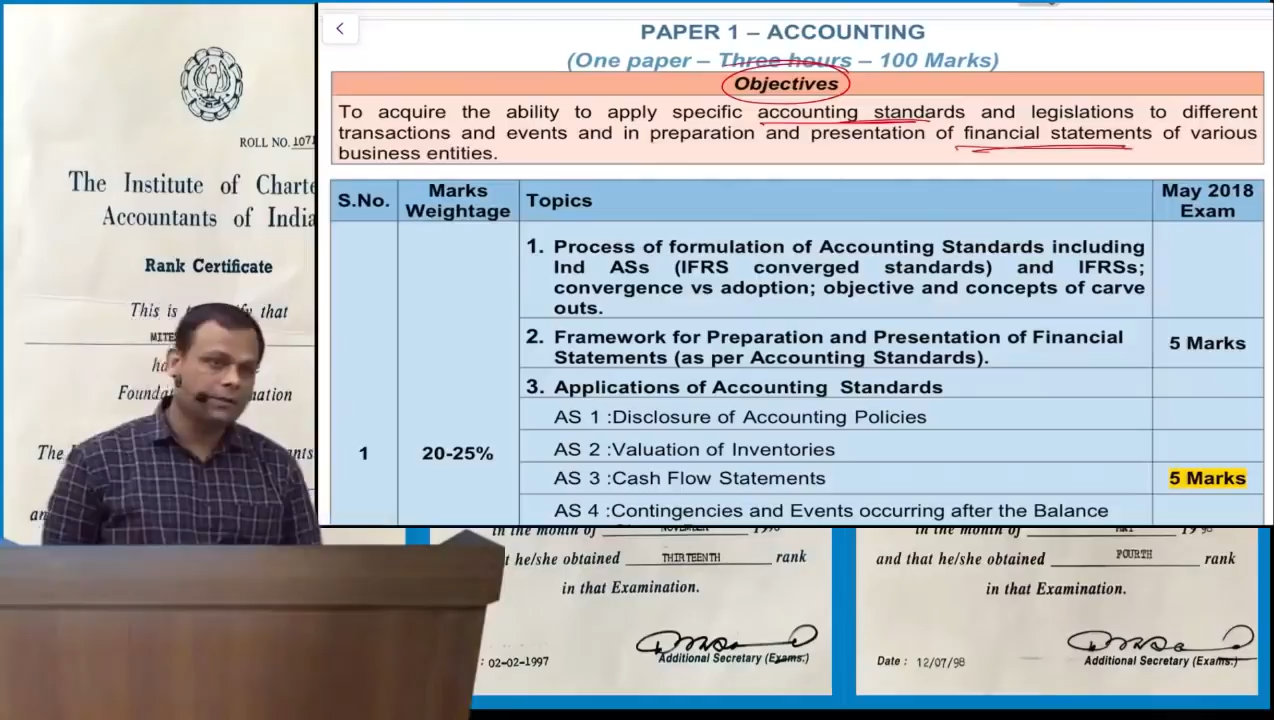 ROLL NO. 1071
The Institute of Charte
Accountants of India
Rank Certificate
This is t fy that
MITE
ha
Foundat nation
The nts
an
PAPER 1 – ACCOUNTING
(One paper – Three hours – 100 Marks)
Objectives
To acquire the ability to apply specific accounting standards and legislations to different
transactions and events and in preparation and presentation of financial statements of various
business entities.
S.No.
Marks
Weightage
Topics
May 2018
Exam
1
20-25%
1. Process of formulation of Accounting Standards including
Ind ASs (IFRS converged standards) and IFRSs;
convergence vs adoption; objective and concepts of carve
outs.
2. Framework for Preparation and Presentation of Financial
Statements (as per Accounting Standards).
5 Marks
3. Applications of Accounting Standards
AS 1 :Disclosure of Accounting Policies
AS 2 :Valuation of Inventories
AS 3 :Cash Flow Statements
5 Marks
AS 4 :Contingencies and Events occurring after the Balance
in the month of NOVEMBER 1996
t he/she obtained THIRTEENTH rank
in that Examination.
: 02-02-1997
Additional Secretary (Exams.)
in the month of MAY 1998
and that he/she obtained FOURTH rank
in that Examination.
Date : 12/07/98
Additional Secretary (Exams.)